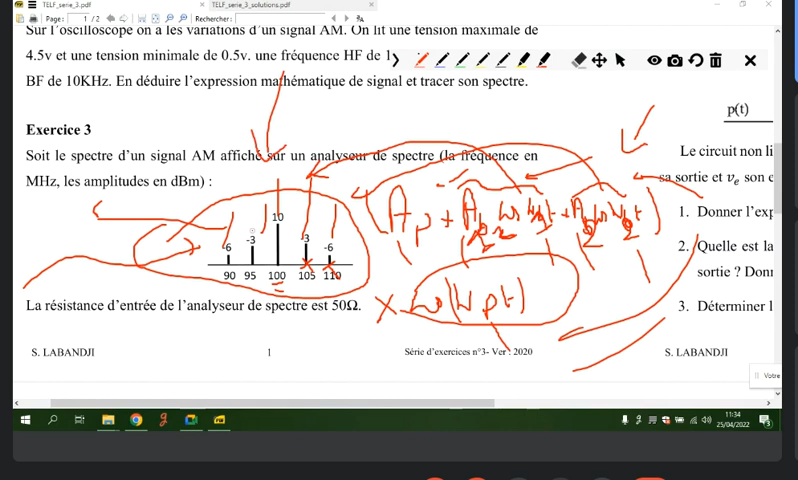 TELF_serie_3.pdf
TELF_serie_3_solutions.pdf
Page: 1 / 2 Rechercher:
Sur l'oscilloscope on a les variations d'un signal AM. On lit une tension maximale de
4.5v et une tension minimale de 0.5v. une fréquence HF de 1
BF de 10KHz. En déduire l'expression mathématique de signal et tracer son spectre.
Exercice 3
Soit le spectre d'un signal AM affiché sur un analyseur de spectre (la fréquence en
MHz, les amplitudes en dBm) :
10
-6 -3 -3 -6
90 95 100 105 110
La résistance d'entrée de l'analyseur de spectre est 50Ω.
S. LABANDJI 1 Série d'exercices n°3- Ver : 2020
p(t)
Le circuit non li
sa sortie et ve son c
1. Donner l'exp
2. Quelle est la
sortie ? Donn
3. Déterminer l
S. LABANDJI
Votre
11:34
25/04/2022